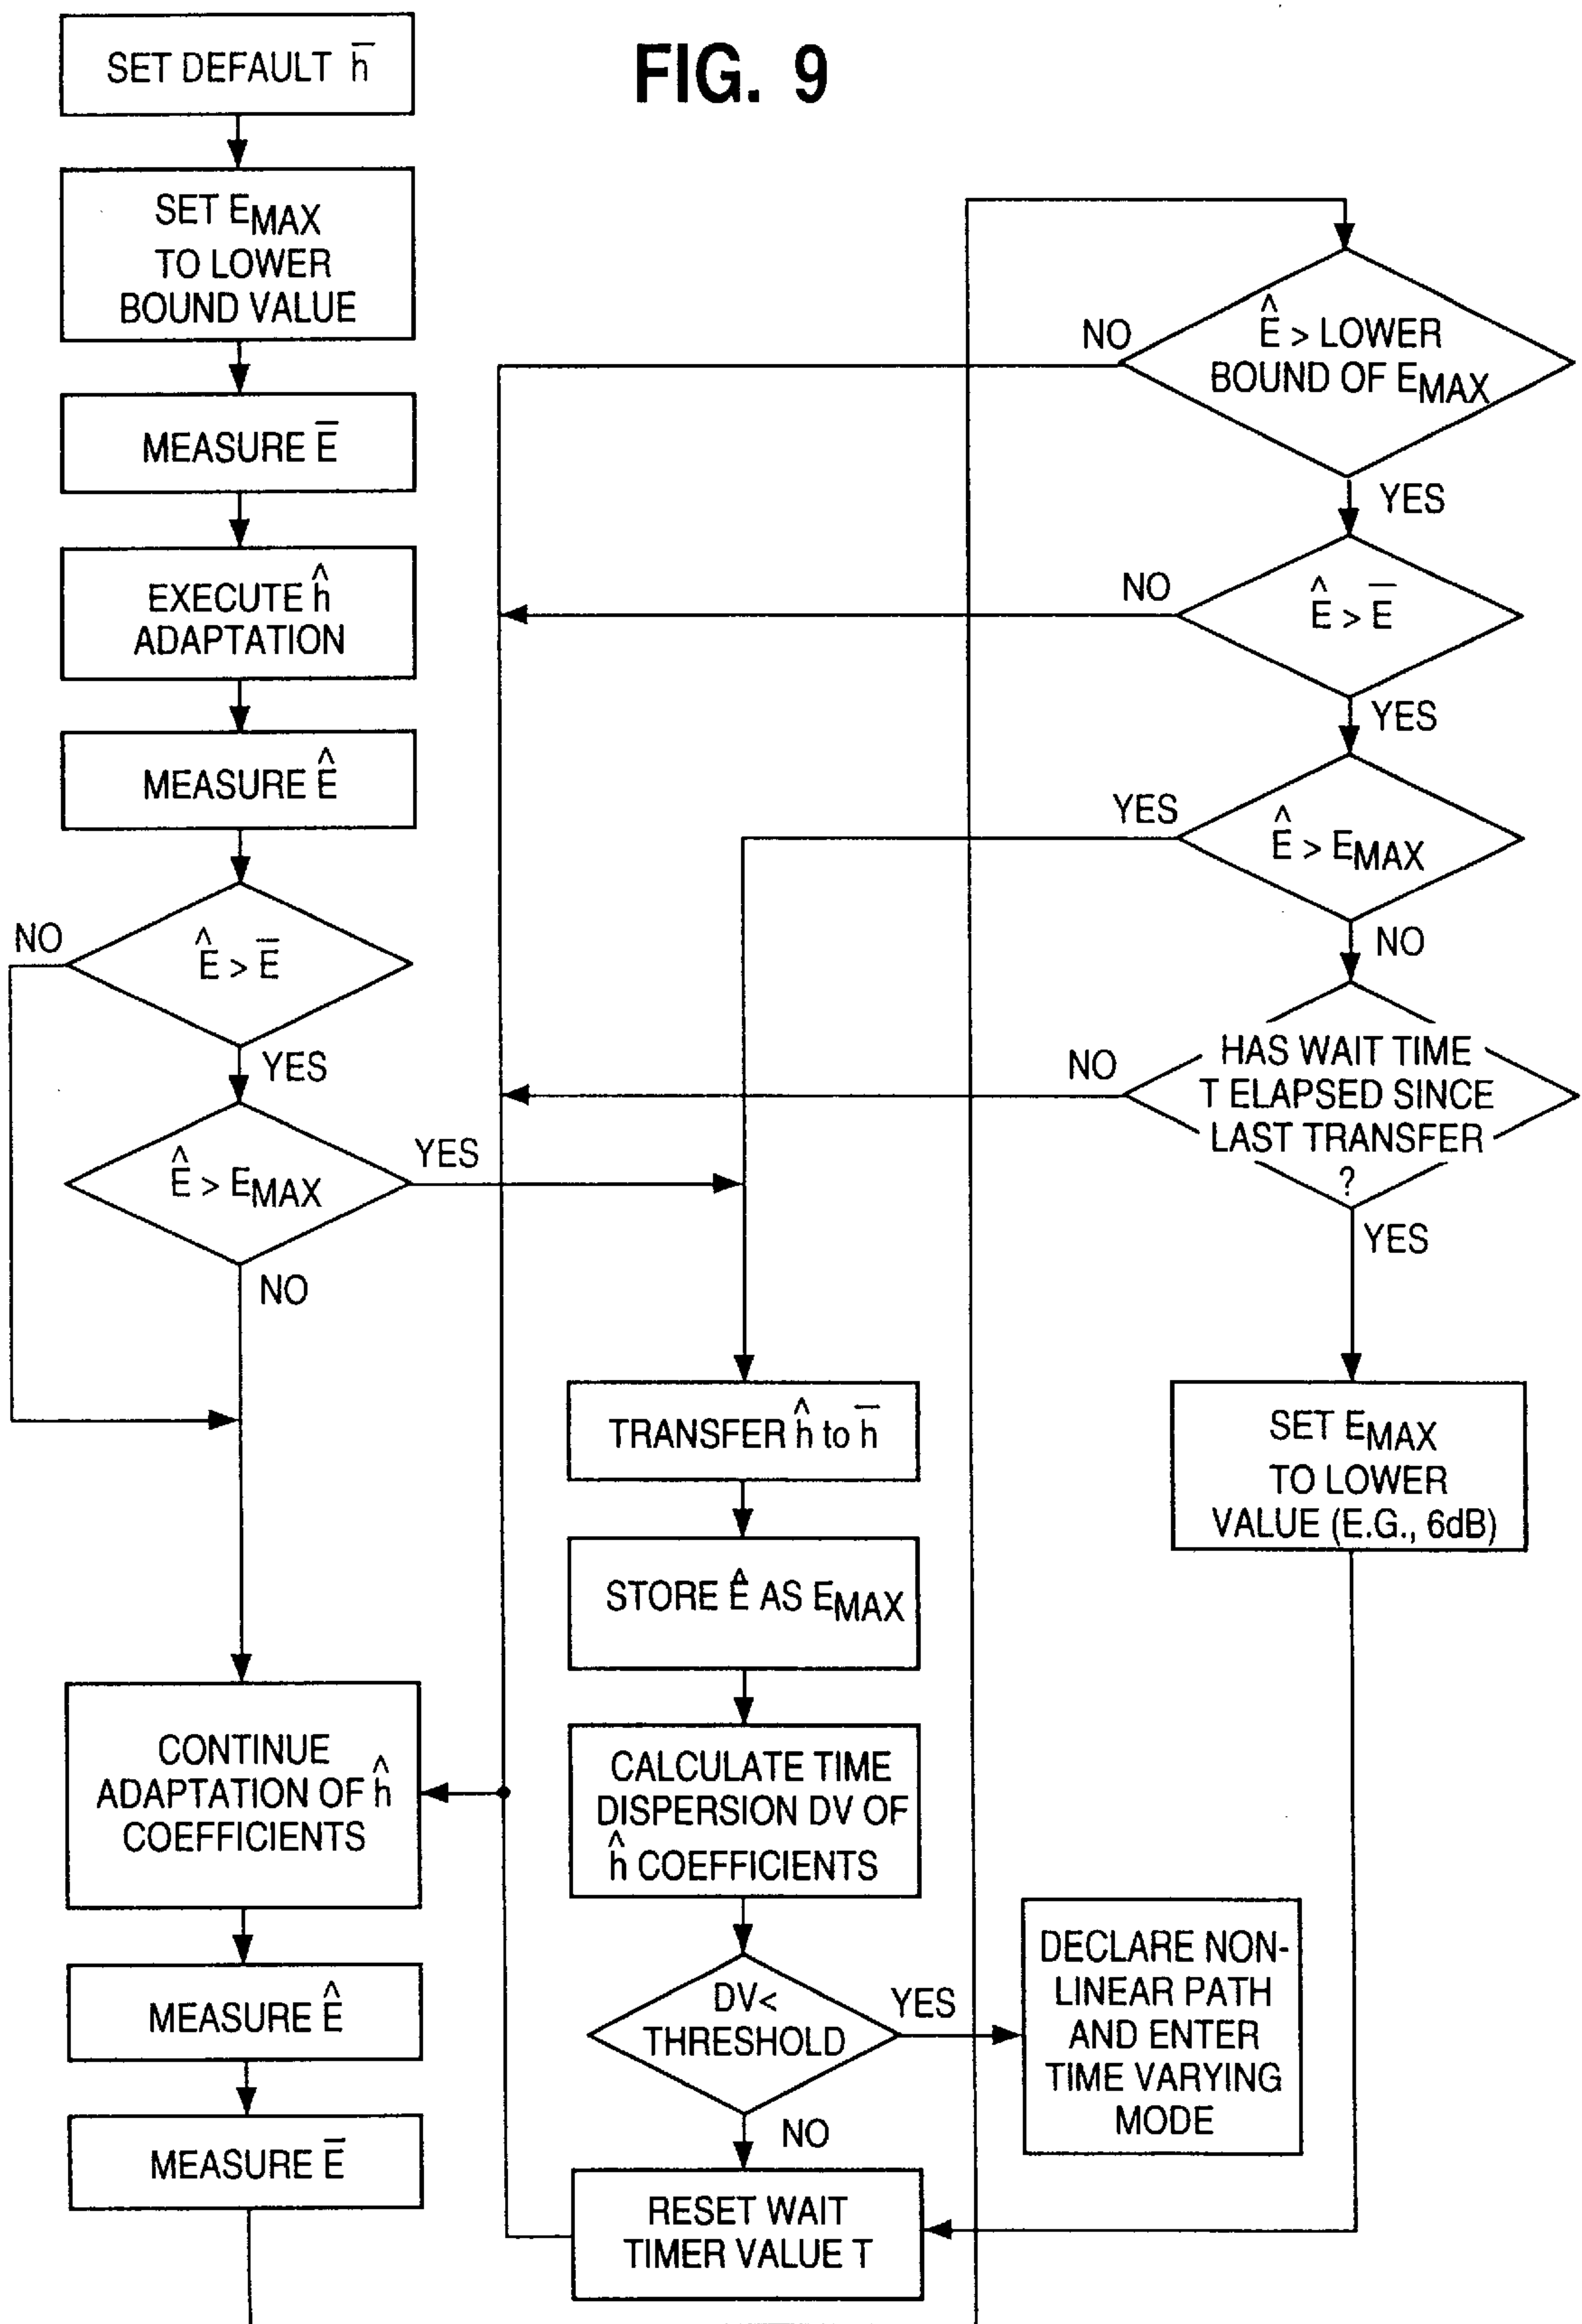 FIG. 9
SET DEFAULT h̅
SET EMAX
TO LOWER
BOUND VALUE
MEASURE E̅
EXECUTE ĥ
ADAPTATION
MEASURE Ê
Ê > E̅
NO
YES
Ê > EMAX
YES
NO
CONTINUE
ADAPTATION OF ĥ
COEFFICIENTS
MEASURE Ê
MEASURE E̅
Ê > LOWER
BOUND OF EMAX
NO
YES
Ê > E̅
NO
YES
Ê > EMAX
YES
NO
HAS WAIT TIME
T ELAPSED SINCE
LAST TRANSFER
?
NO
YES
SET EMAX
TO LOWER
VALUE (E.G., 6dB)
TRANSFER ĥ to h̅
STORE Ê AS EMAX
CALCULATE TIME
DISPERSION DV OF
ĥ COEFFICIENTS
DV<
THRESHOLD
YES
NO
DECLARE NON-
LINEAR PATH
AND ENTER
TIME VARYING
MODE
RESET WAIT
TIMER VALUE T